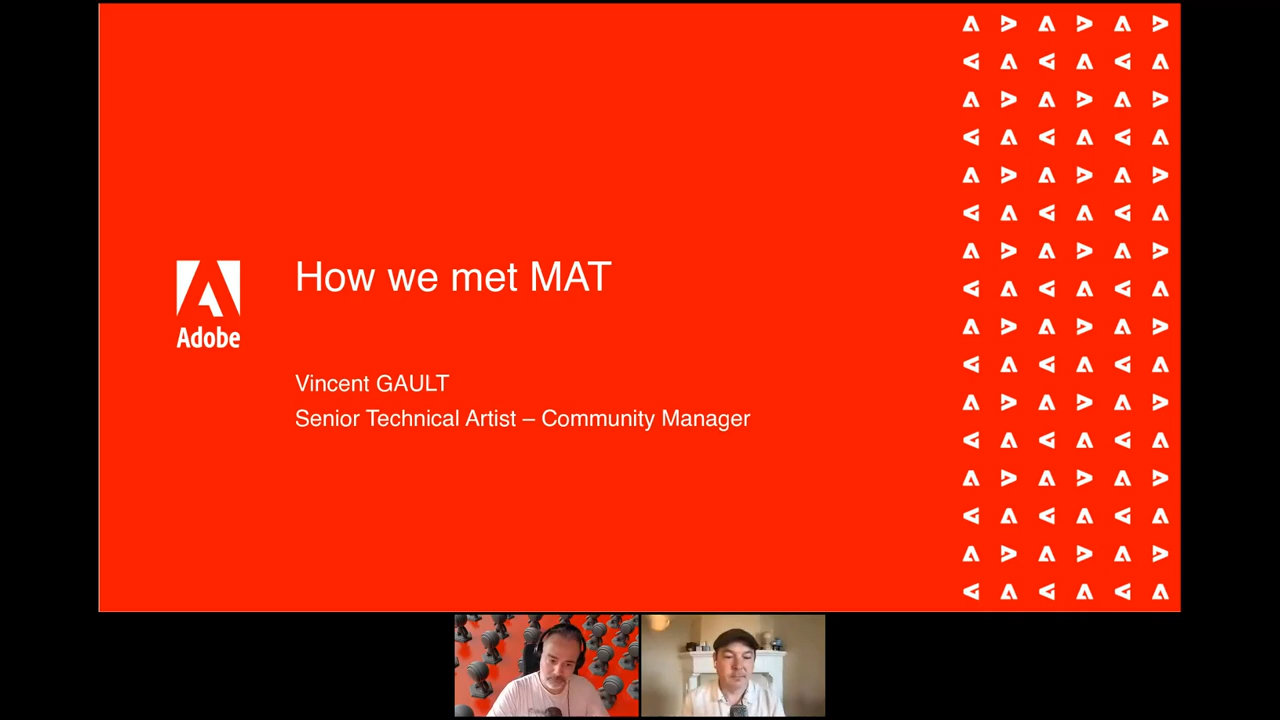 How we met MAT
Adobe
Vincent GAULT
Senior Technical Artist – Community Manager